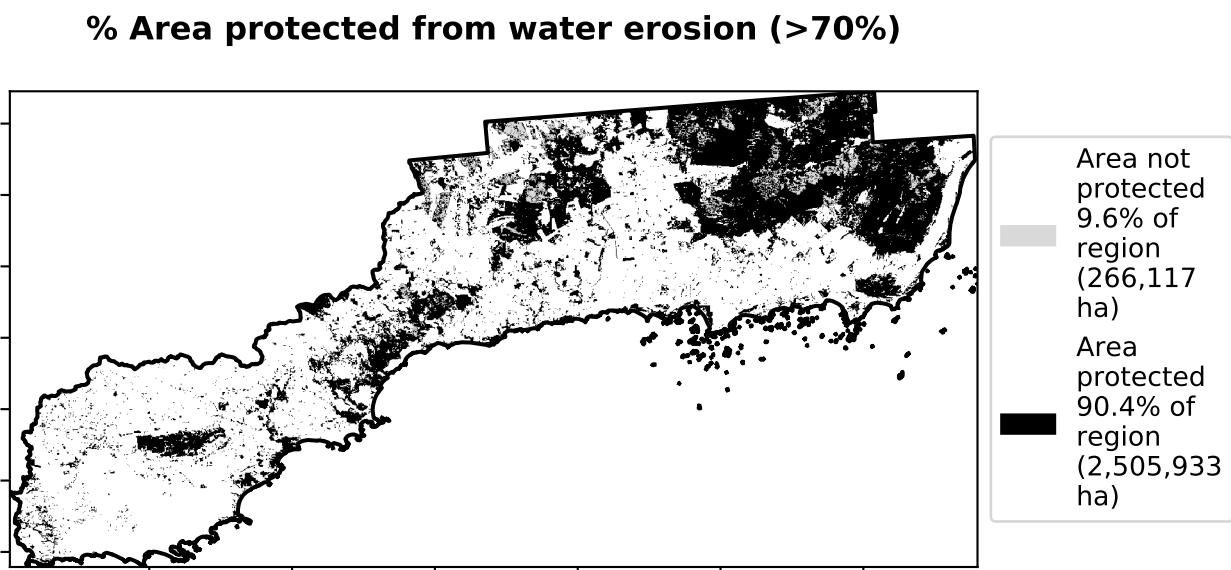 % Area protected from water erosion (>70%)
Area not
protected
9.6% of
region
(266,117
ha)
Area
protected
90.4% of
region
(2,505,933
ha)